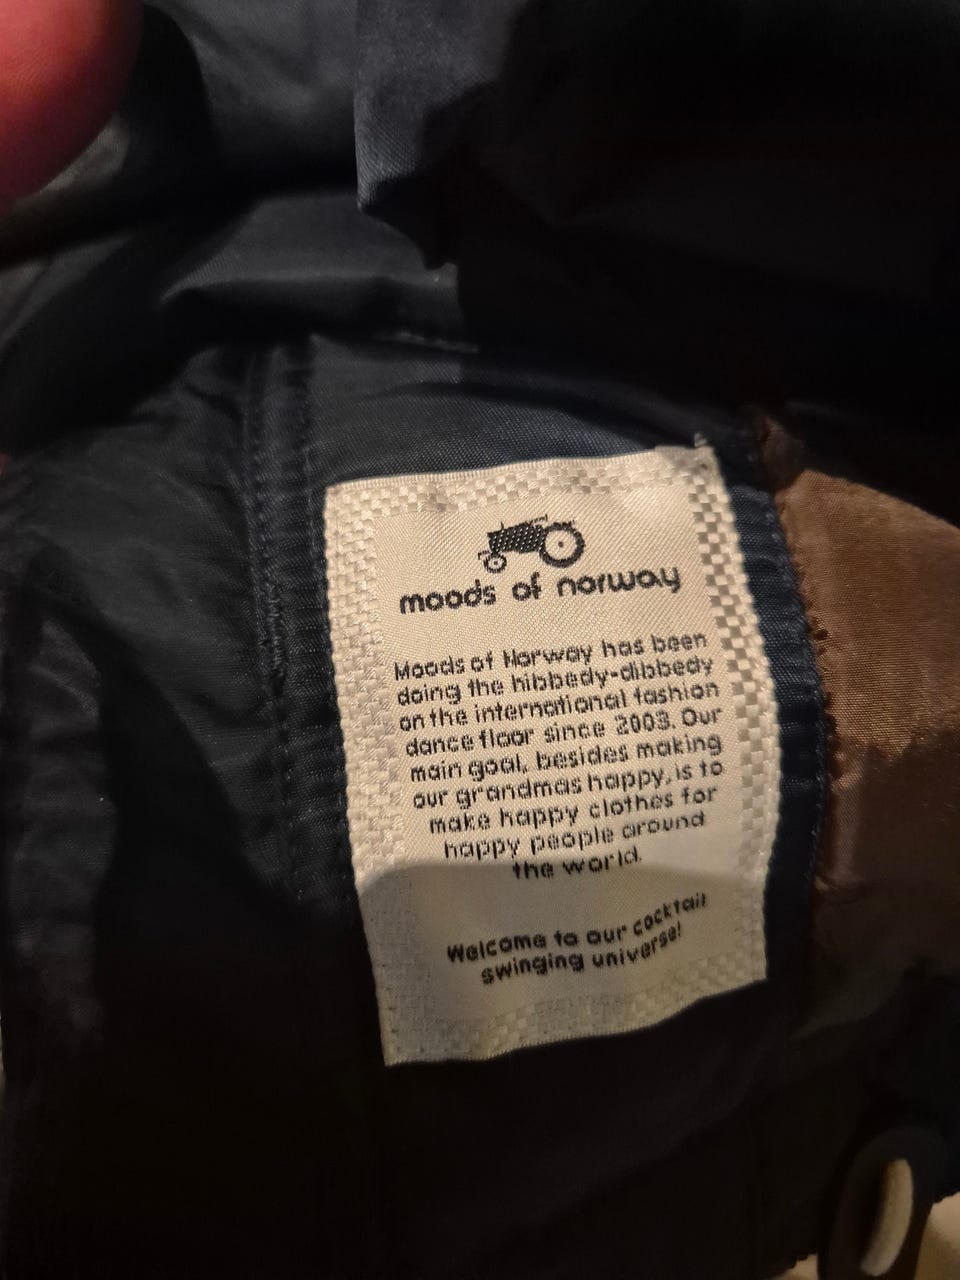 moods of norway
Moods of Norway has been
doing the hibbedy-dibbedy
on the international fashion
dance floor since 2003. Our
main goal, besides making
our grandmas happy, is to
make happy clothes for
happy people around
the world.
Welcome to our cocktail
swinging universe!